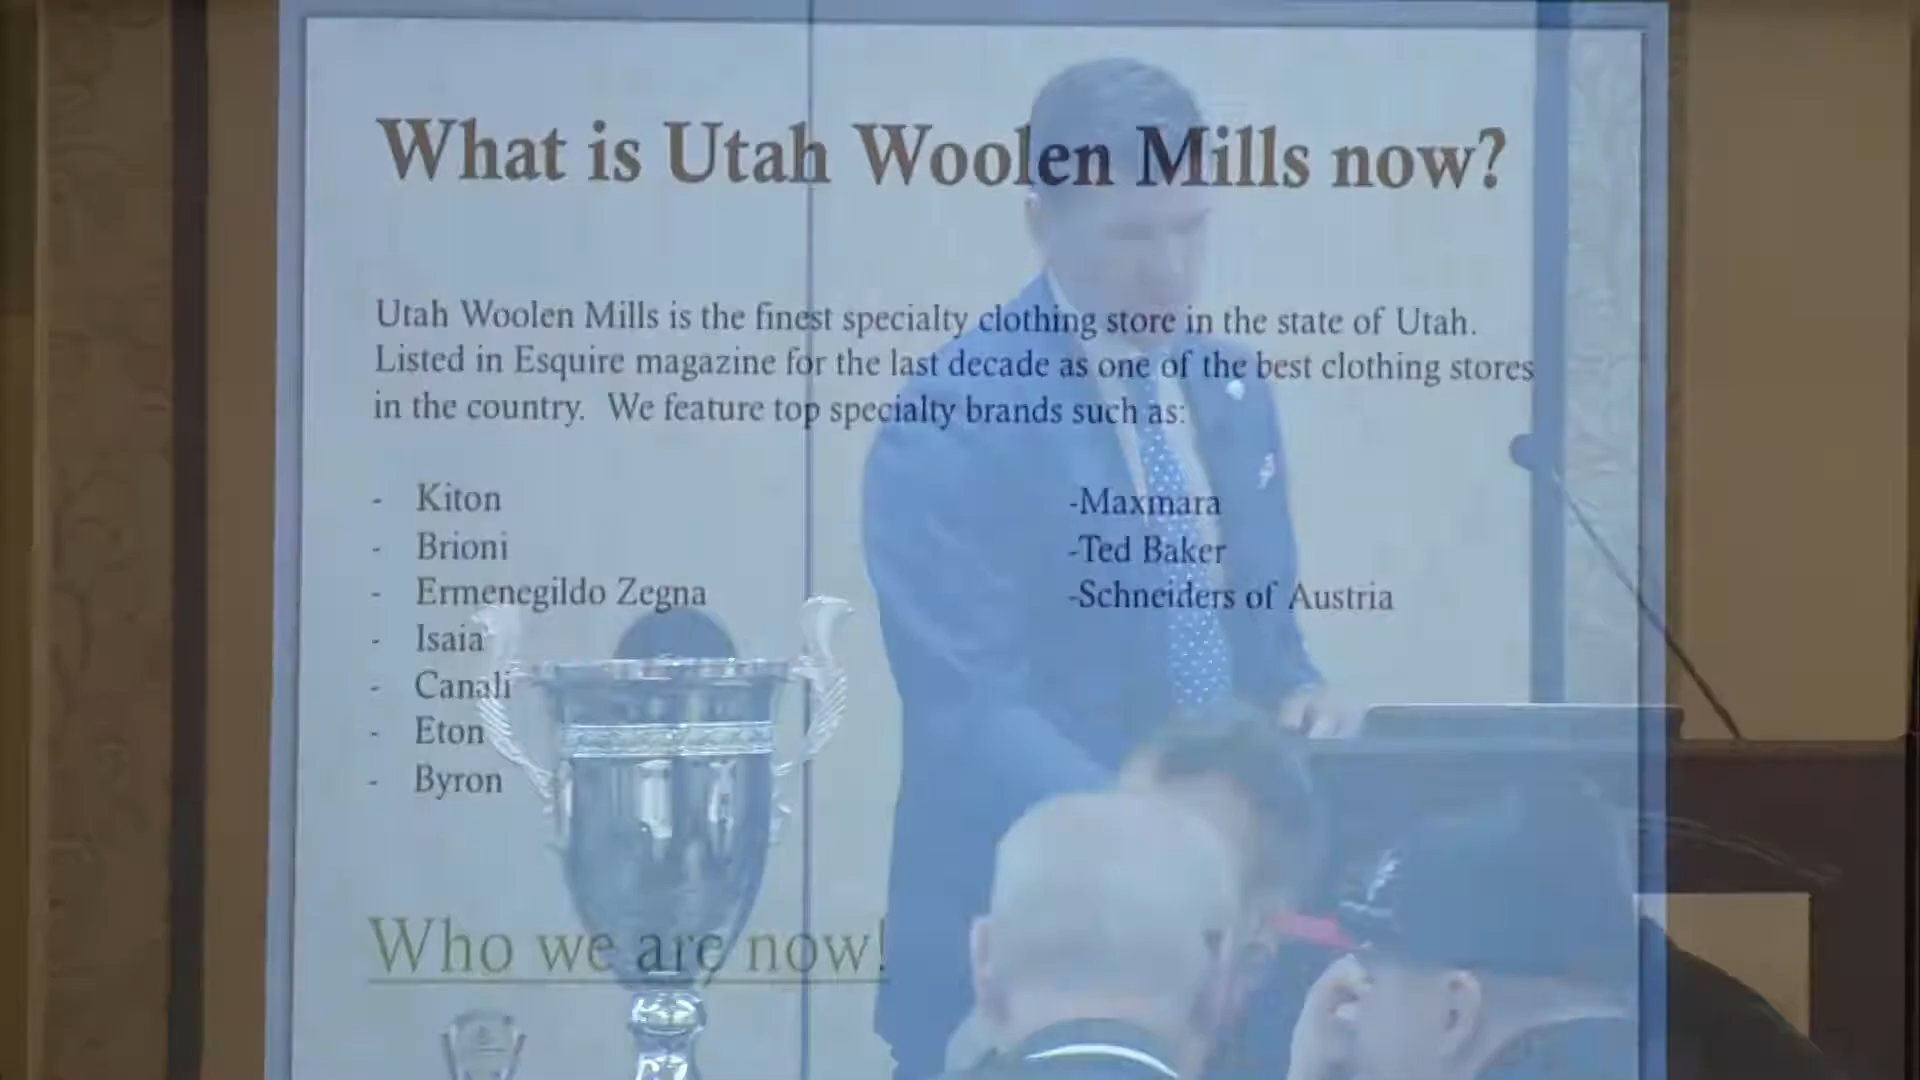 What is Utah Woolen Mills now?
Utah Woolen Mills is the finest specialty clothing store in the state of Utah.
Listed in Esquire magazine for the last decade as one of the best clothing stores
in the country. We feature top specialty brands such as:
- Kiton
- Brioni
- Ermenegildo Zegna
- Isaia
- Canali
- Eton
- Byron
-Maxmara
-Ted Baker
-Schneiders of Austria
Who we are now!